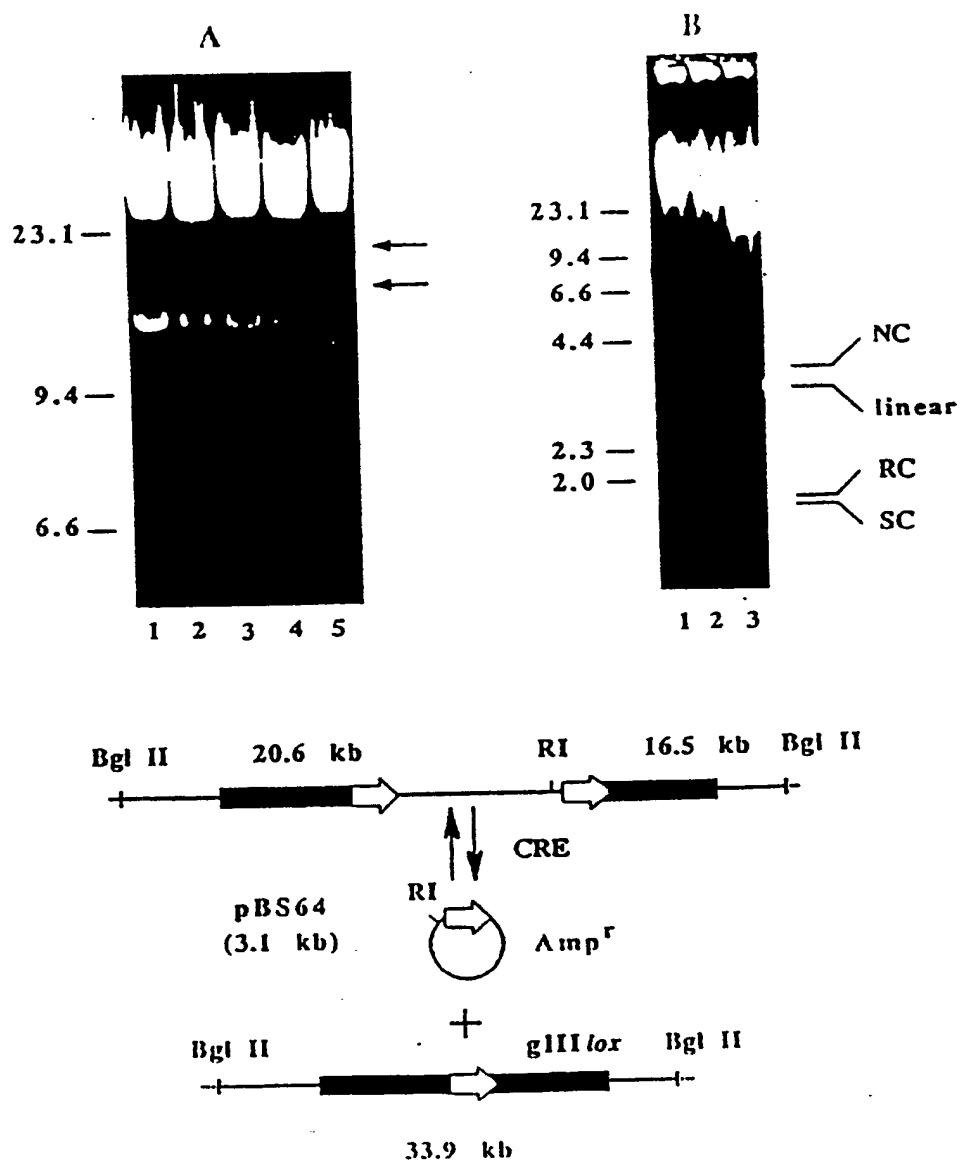 A
B
23.1
9.4
6.6
1 2 3 4 5
23.1
9.4
6.6
4.4
2.3
2.0
NC
linear
RC
SC
1 2 3
Bgl II
20.6 kb
RI
16.5 kb
Bgl II
CRE
RI
pBS64
(3.1 kb)
Amp^r
+
Bgl II
gIIIlox
Bgl II
33.9 kb